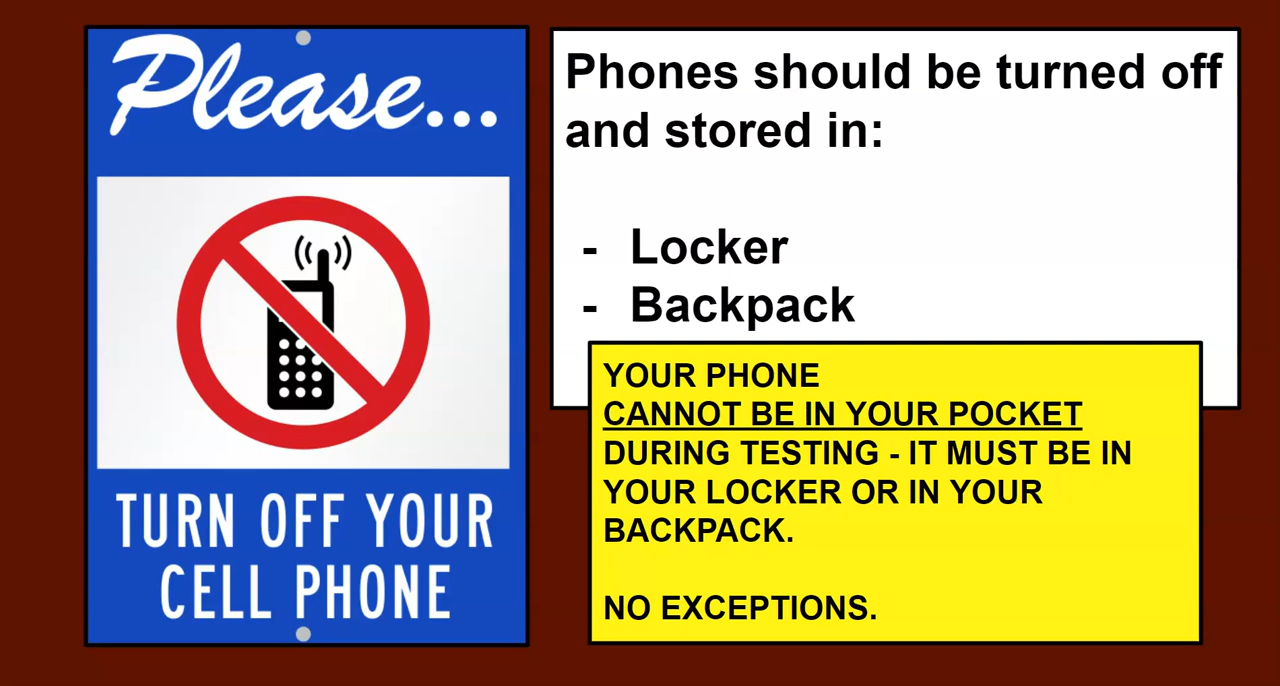 Please...
TURN OFF YOUR
CELL PHONE
Phones should be turned off
and stored in:
- Locker
- Backpack
YOUR PHONE
CANNOT BE IN YOUR POCKET
DURING TESTING - IT MUST BE IN
YOUR LOCKER OR IN YOUR
BACKPACK.
NO EXCEPTIONS.